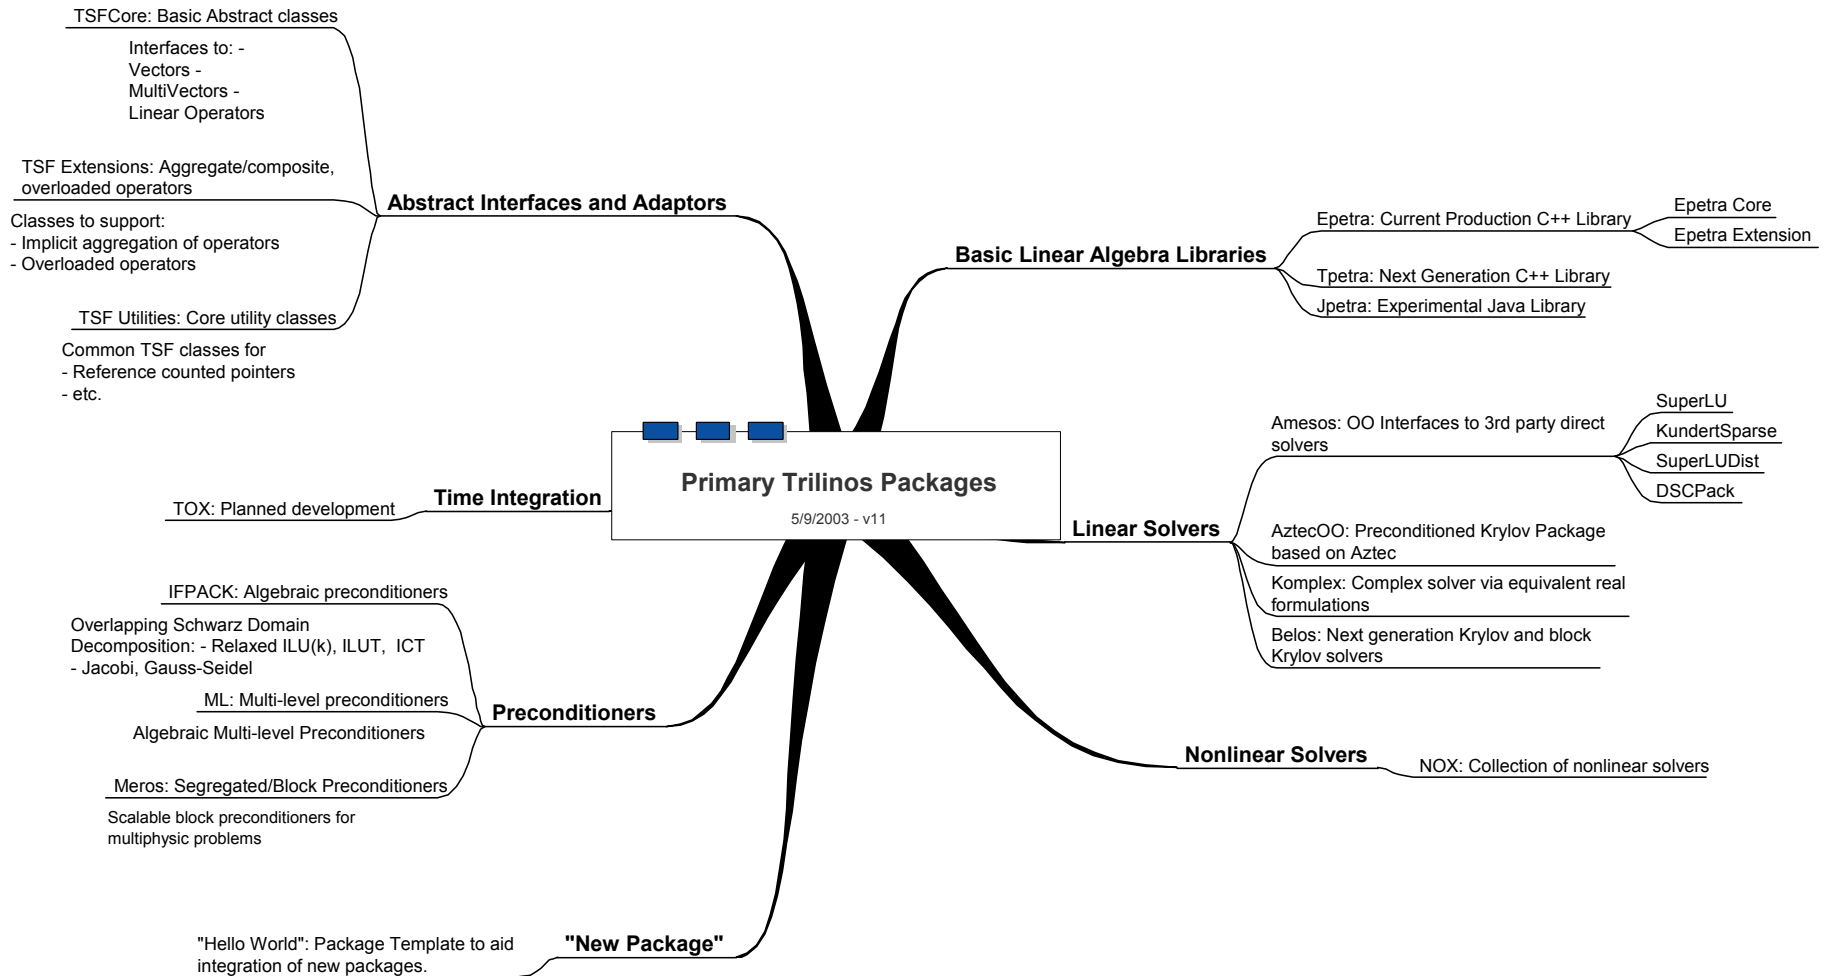 TSFCore: Basic Abstract classes
Interfaces to: -
Vectors -
MultiVectors -
Linear Operators
TSF Extensions: Aggregate/composite,
overloaded operators
Classes to support:
- Implicit aggregation of operators
- Overloaded operators
TSF Utilities: Core utility classes
Common TSF classes for
- Reference counted pointers
- etc.
Abstract Interfaces and Adaptors
Basic Linear Algebra Libraries
Epetra: Current Production C++ Library
Epetra Core
Epetra Extension
Tpetra: Next Generation C++ Library
Jpetra: Experimental Java Library
Primary Trilinos Packages
5/9/2003 - v11
Time Integration
TOX: Planned development
Linear Solvers
Amesos: OO Interfaces to 3rd party direct
solvers
SuperLU
KundertSparse
SuperLUDist
DSCPack
AztecOO: Preconditioned Krylov Package
based on Aztec
Komplex: Complex solver via equivalent real
formulations
Belos: Next generation Krylov and block
Krylov solvers
IFPACK: Algebraic preconditioners
Overlapping Schwarz Domain
Decomposition: - Relaxed ILU(k), ILUT, ICT
- Jacobi, Gauss-Seidel
ML: Multi-level preconditioners
Algebraic Multi-level Preconditioners
Meros: Segregated/Block Preconditioners
Scalable block preconditioners for
multiphysic problems
Preconditioners
Nonlinear Solvers
NOX: Collection of nonlinear solvers
"New Package"
"Hello World": Package Template to aid
integration of new packages.